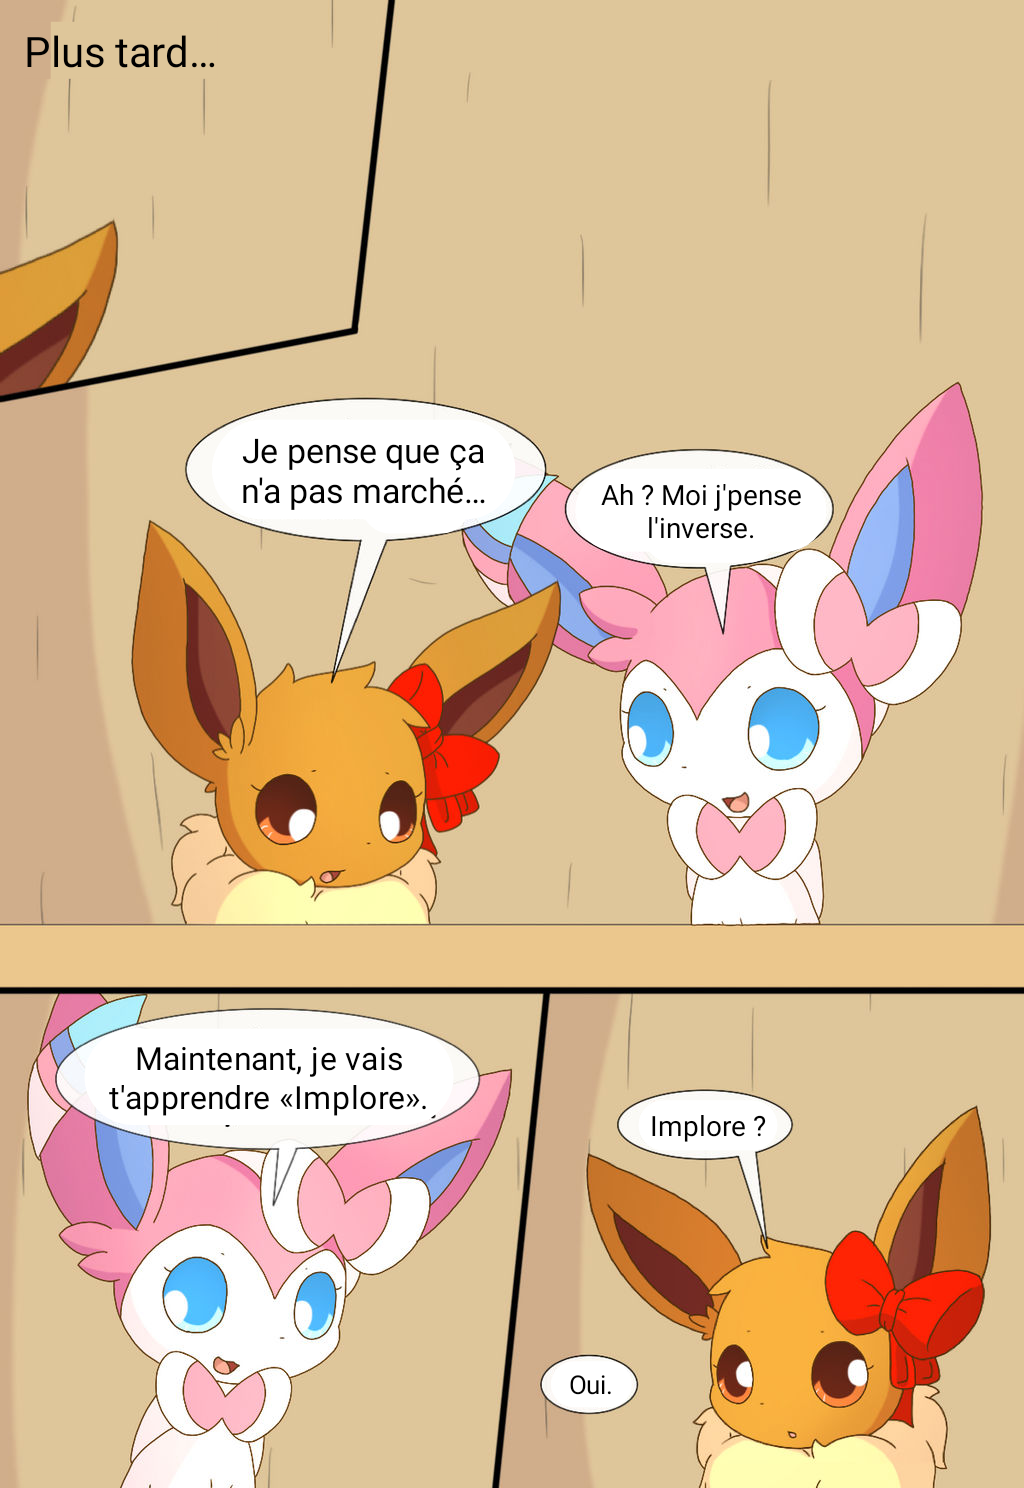 Plus tard...
Je pense que ça
n'a pas marché...
Ah ? Moi j'pense
l'inverse.
Maintenant, je vais
t'apprendre «Implore».
Implore ?
Oui.